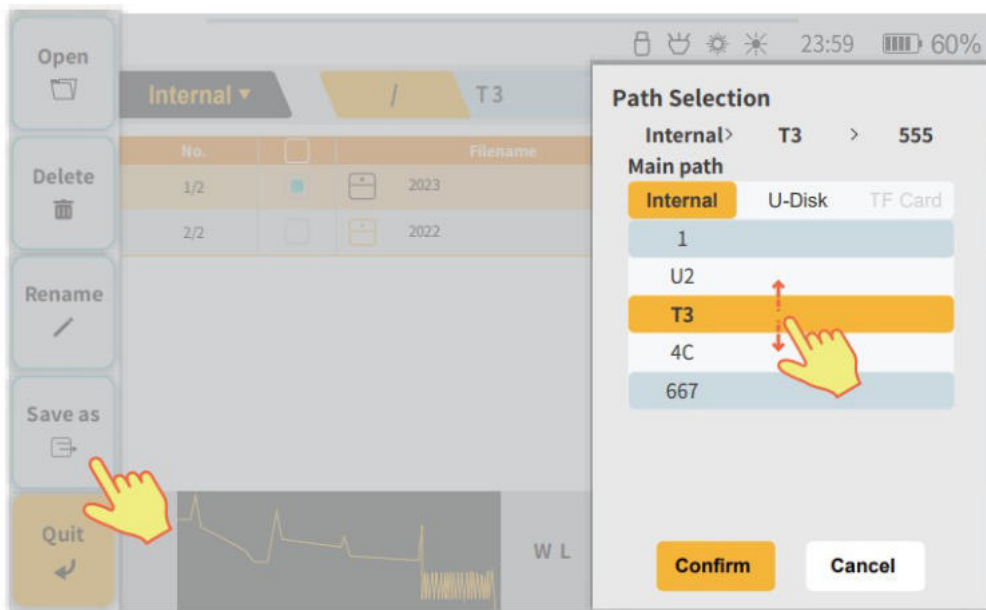 23:59 60%
Open
Delete
Rename
Save as
Quit
Internal ▼ / T3
No. Filename
1/2 2023
2/2 2022
W L
Path Selection
Internal> T3 > 555
Main path
Internal U-Disk TF Card
1
U2
T3
4C
667
Confirm Cancel